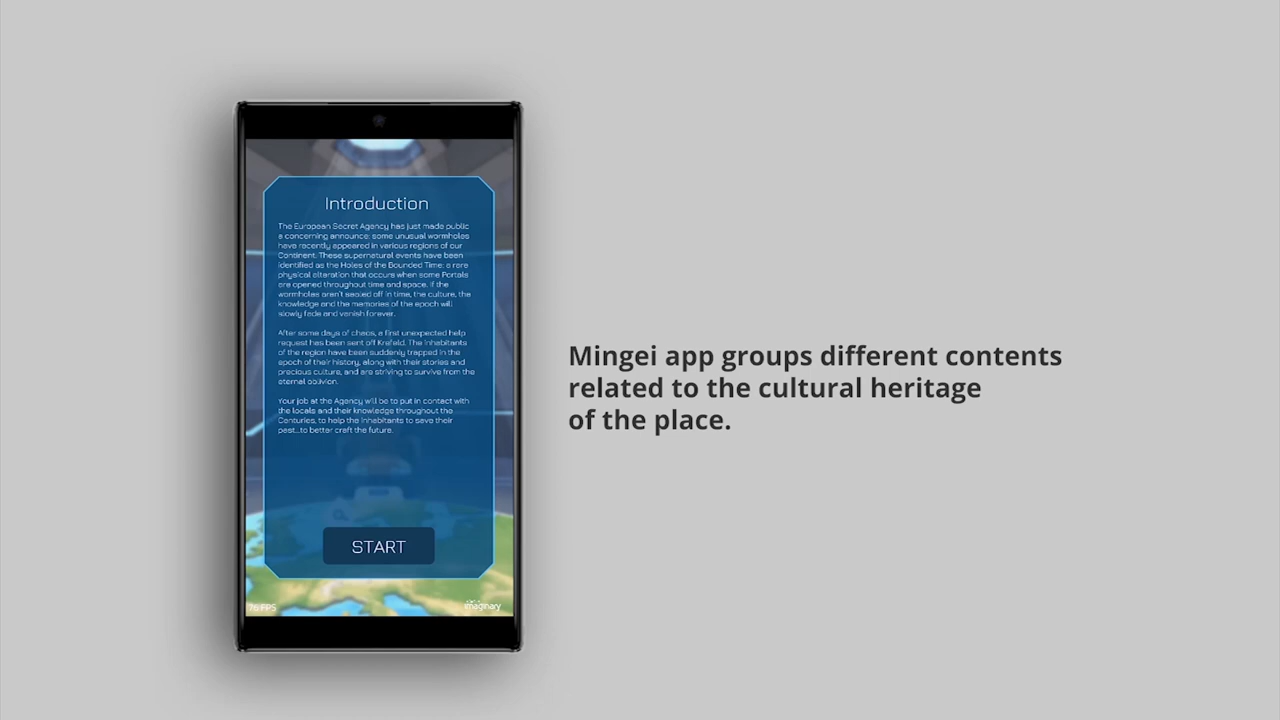 Introduction
The European Secret Agency has just made public
a concerning announce: some unusual wormholes
have recently appeared in various regions of our
Continent. These supernatural events have been
identified as the Holes of the Bounded Time: a rare
physical alteration that occurs when some Portals
are opened throughout time and space. If the
wormholes aren't sealed off in time, the culture, the
knowledge and the memories of the epoch will
slowly fade and vanish forever.
After some days of chaos, a first unexpected help
request has been sent off Krefeld. The Inhabitants
of the region have been suddenly trapped in the
epoch of their history, along with their stories and
precious culture, and are striving to survive from the
eternal oblivion.
Your job at the Agency will be to put in contact with
the locals and their knowledge throughout the
Centuries, to help the Inhabitants to save their
past...to better craft the future.
START
76 FPS
imaginary
Mingei app groups different contents
related to the cultural heritage
of the place.